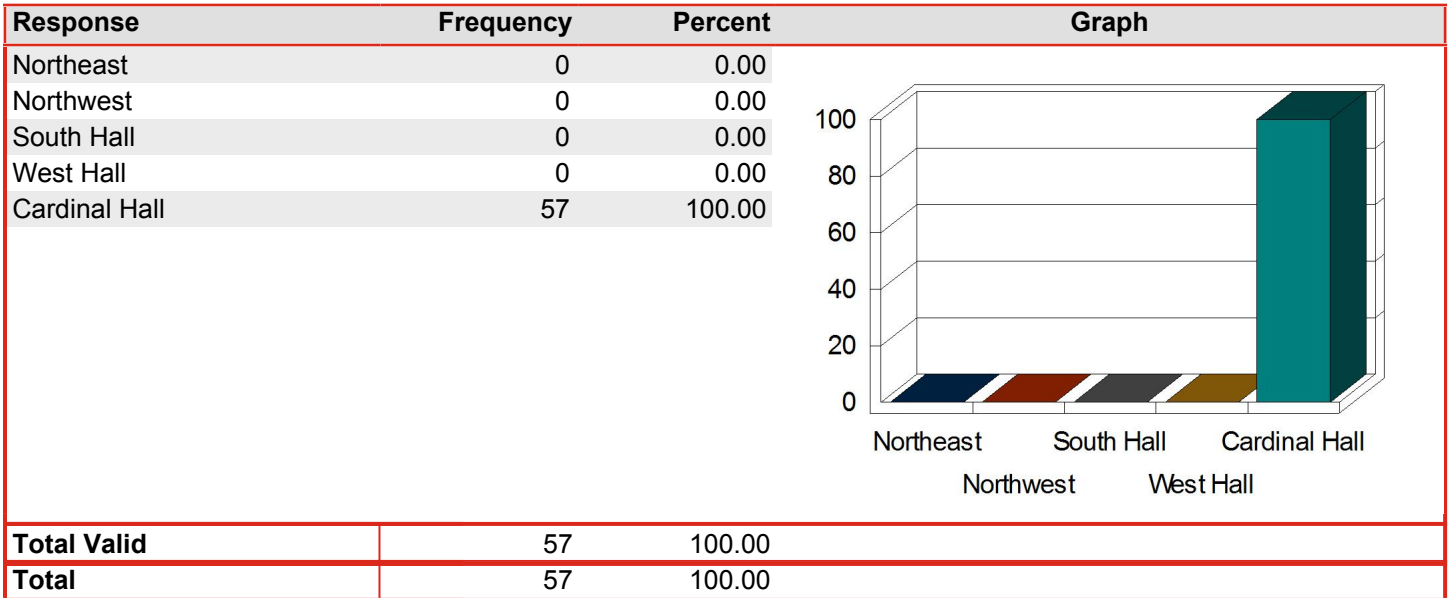 Response Frequency Percent Graph
Northeast 0 0.00
Northwest 0 0.00
South Hall 0 0.00
West Hall 0 0.00
Cardinal Hall 57 100.00
100
80
60
40
20
0
Northeast South Hall Cardinal Hall
Northwest West Hall
Total Valid 57 100.00
Total 57 100.00